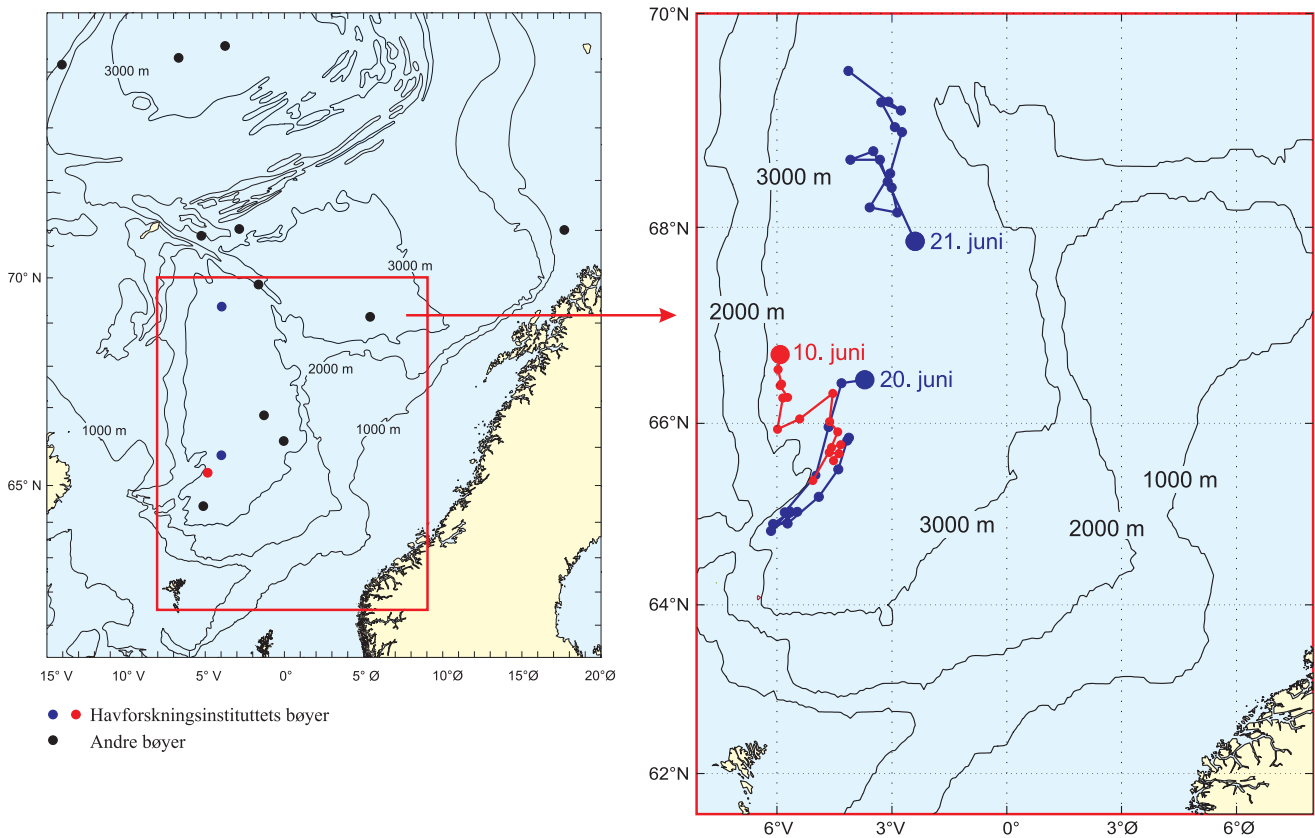 3000 m
70° N
3000 m
2000 m
1000 m
1000 m
65° N
15° V
10° V
5° V
0°
5° Ø
10°Ø
15°Ø
20°Ø
Havforskningsinstituttets bøyer
Andre bøyer
70°N
3000 m
68°N
21. juni
2000 m
10. juni
20. juni
66°N
1000 m
3000 m
2000 m
64°N
62°N
6°V
3°V
0°
3°Ø
6°Ø